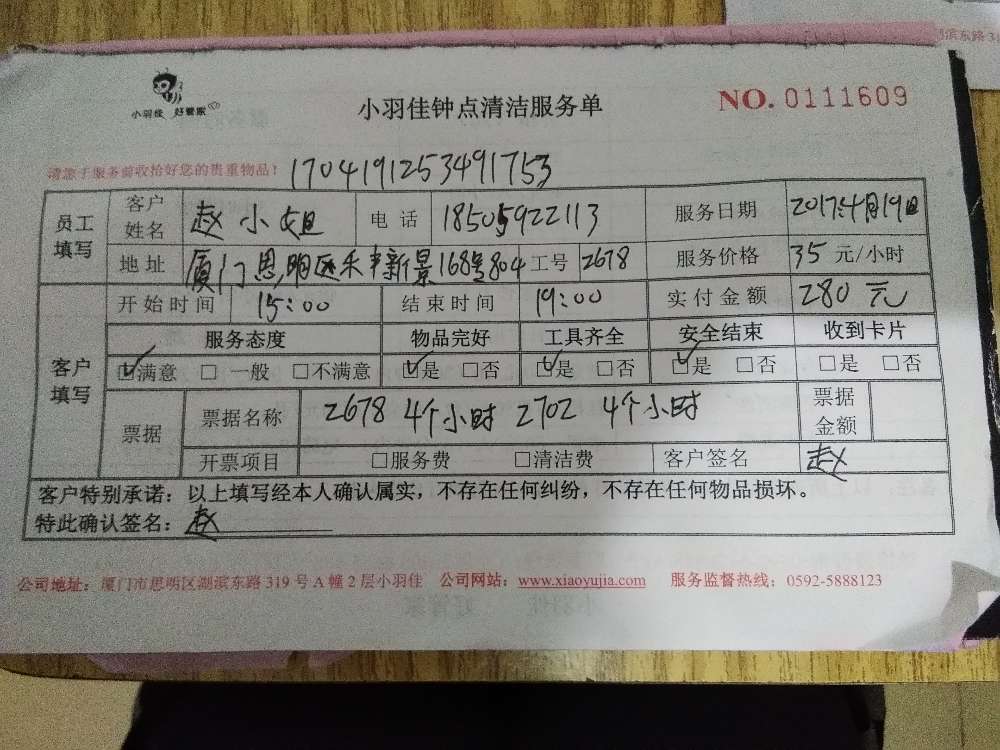 湖滨东路31
小羽佳 好管家
小羽佳钟点清洁服务单
NO. 0111609
请您于服务前收拾好您的贵重物品！
1704191253491753
员工填写 客户姓名 赵小姐 电话 18505922113 服务日期 2017年4月19日
地址 厦门思明区禾丰新景168号804 工号 2678 服务价格 35 元/小时
客户填写 开始时间 15:00 结束时间 19:00 实付金额 280元
服务态度 物品完好 工具齐全 安全结束 收到卡片
☑满意 □一般 □不满意 ☑是 □否 ☑是 □否 ☑是 □否 □是 □否
票据 票据名称 2678 4个小时 2702 4个小时 票据金额
开票项目 □服务费 □清洁费 客户签名 赵
客户特别承诺：以上填写经本人确认属实，不存在任何纠纷，不存在任何物品损坏。
特此确认签名：赵
公司地址：厦门市思明区湖滨东路319号A幢2层小羽佳 公司网站：www.xiaoyujia.com 服务监督热线：0592-5888123